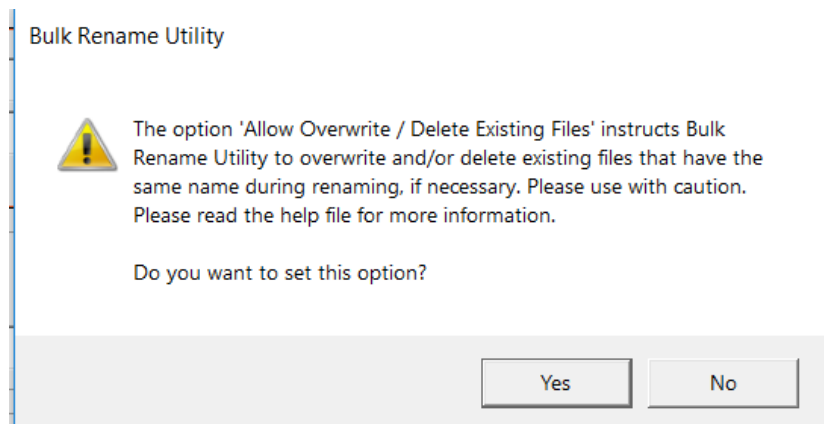 Bulk Rename Utility
The option 'Allow Overwrite / Delete Existing Files' instructs Bulk
Rename Utility to overwrite and/or delete existing files that have the
same name during renaming, if necessary. Please use with caution.
Please read the help file for more information.
Do you want to set this option?
Yes
No